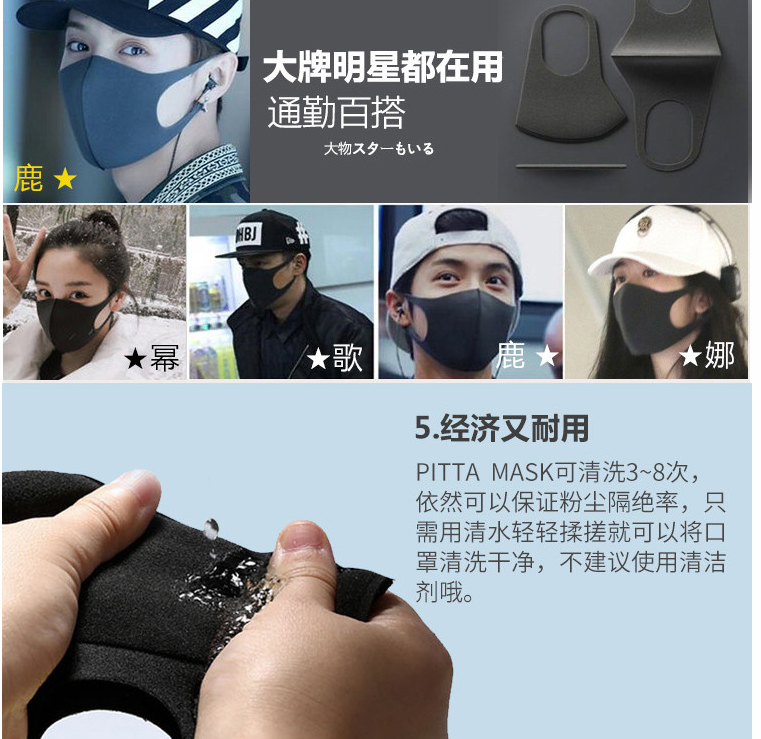 大牌明星都在用
通勤百搭
大物スターもいる
鹿 ★
HBJ
#
★幂
★歌
鹿 ★
★娜
5.经济又耐用
PITTA MASK可清洗3~8次，
依然可以保证粉尘隔绝率，只
需用清水轻轻揉搓就可以将口
罩清洗干净，不建议使用清洁
剂哦。